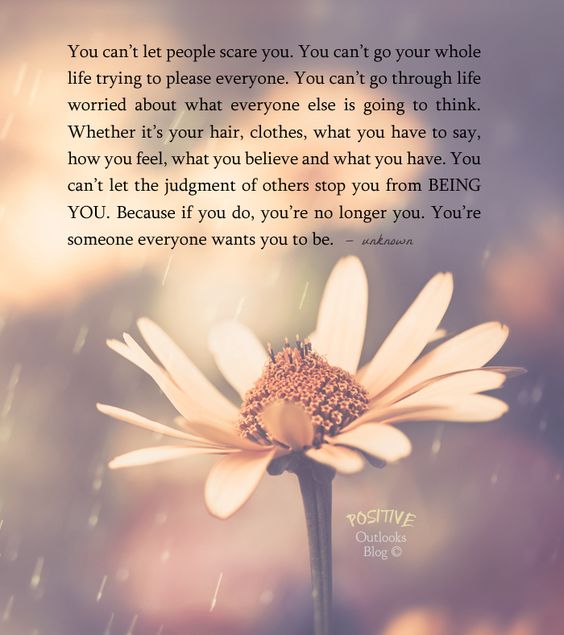 You can’t let people scare you. You can’t go your whole
life trying to please everyone. You can’t go through life
worried about what everyone else is going to think.
Whether it’s your hair, clothes, what you have to say,
how you feel, what you believe and what you have. You
can’t let the judgment of others stop you from BEING
YOU. Because if you do, you’re no longer you. You’re
someone everyone wants you to be. – unknown
POSITIVE
Outlooks
Blog ©